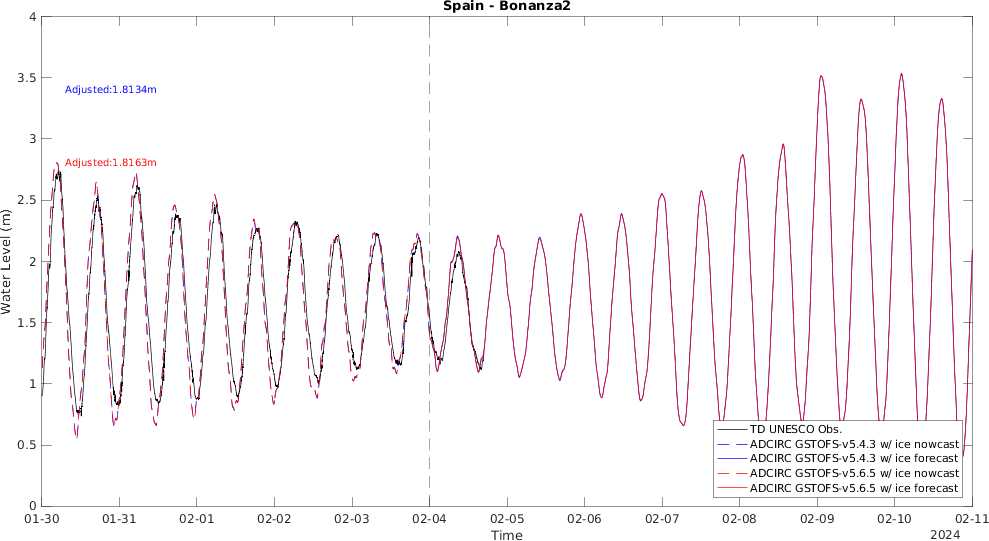 Spain - Bonanza2
4
3.5
3
2.5
2
1.5
1
0.5
0
Water Level (m)
Adjusted:1.8134m
Adjusted:1.8163m
TD UNESCO Obs.
ADCIRC GSTOFS-v5.4.3 w/ ice nowcast
ADCIRC GSTOFS-v5.4.3 w/ ice forecast
ADCIRC GSTOFS-v5.6.5 w/ ice nowcast
ADCIRC GSTOFS-v5.6.5 w/ ice forecast
01-30 01-31 02-01 02-02 02-03 02-04 02-05 02-06 02-07 02-08 02-09 02-10 02-11
Time
2024